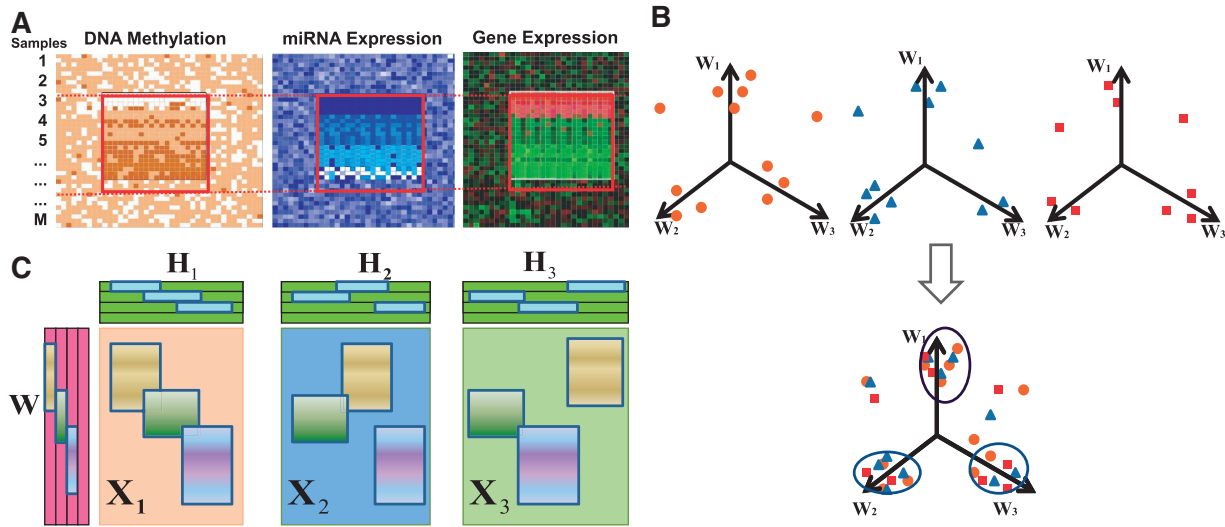 A
DNA Methylation
miRNA Expression
Gene Expression
Samples
1
2
3
4
5
...
...
...
M
B
W1
W2
W3
W1
W2
W3
W1
W2
W3
W1
W2
W3
C
H1
H2
H3
W
X1
X2
X3